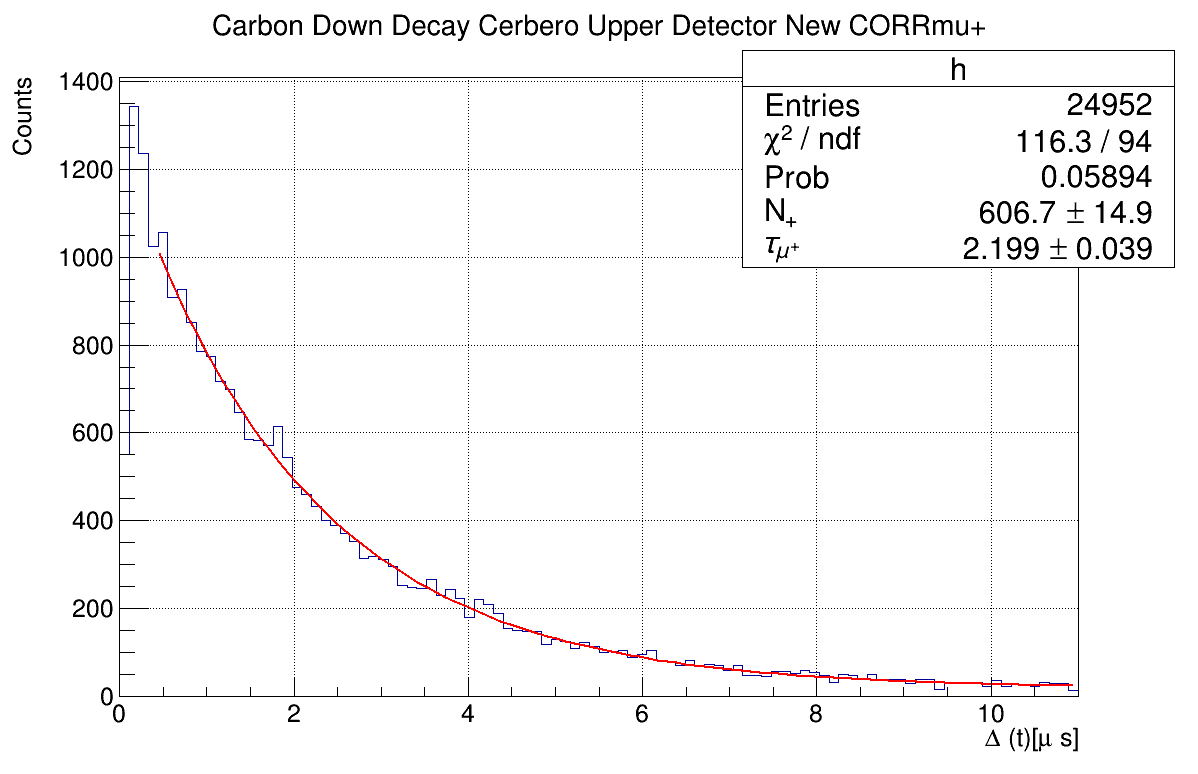 Carbon Down Decay Cerbero Upper Detector New CORRmu+
h
Entries 24952
χ² / ndf 116.3 / 94
Prob 0.05894
N₊ 606.7 ± 14.9
τμ⁺ 2.199 ± 0.039
Counts
1400
1200
1000
800
600
400
200
0
0 2 4 6 8 10
Δ (t)[μ s]